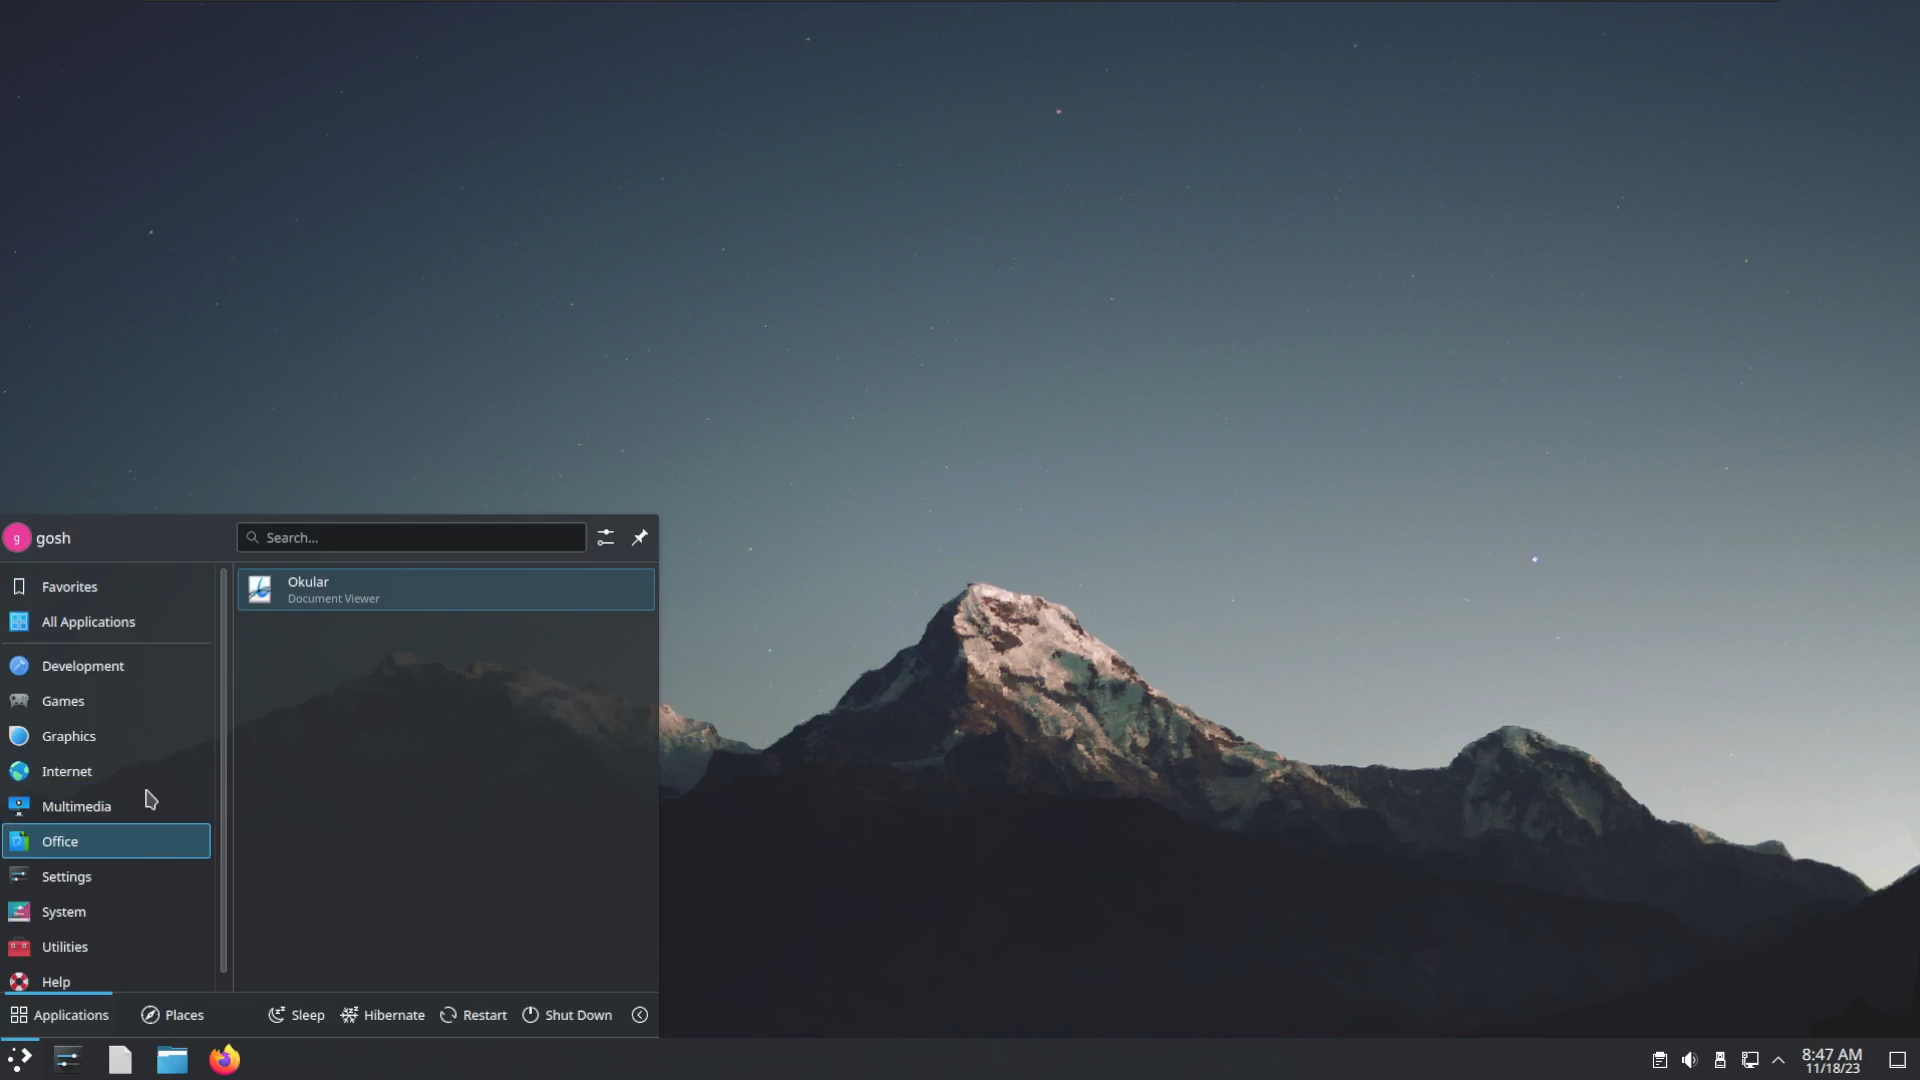 g
gosh
Search...
Favorites
All Applications
Development
Games
Graphics
Internet
Multimedia
Office
Settings
System
Utilities
Help
Okular
Document Viewer
Applications
Places
Sleep
Hibernate
Restart
Shut Down
8:47 AM
11/18/23